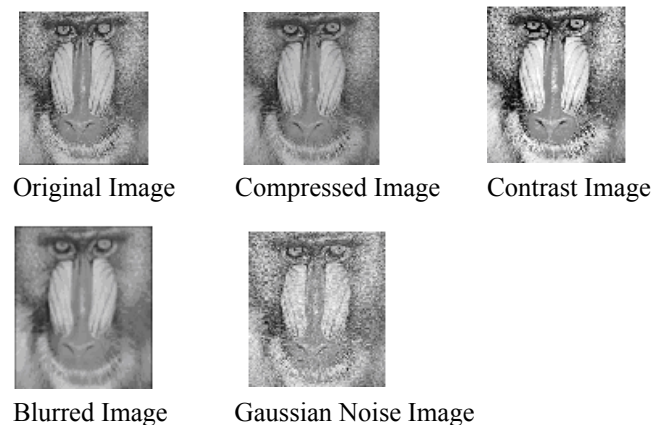 Original Image
Compressed Image
Contrast Image
Blurred Image
Gaussian Noise Image